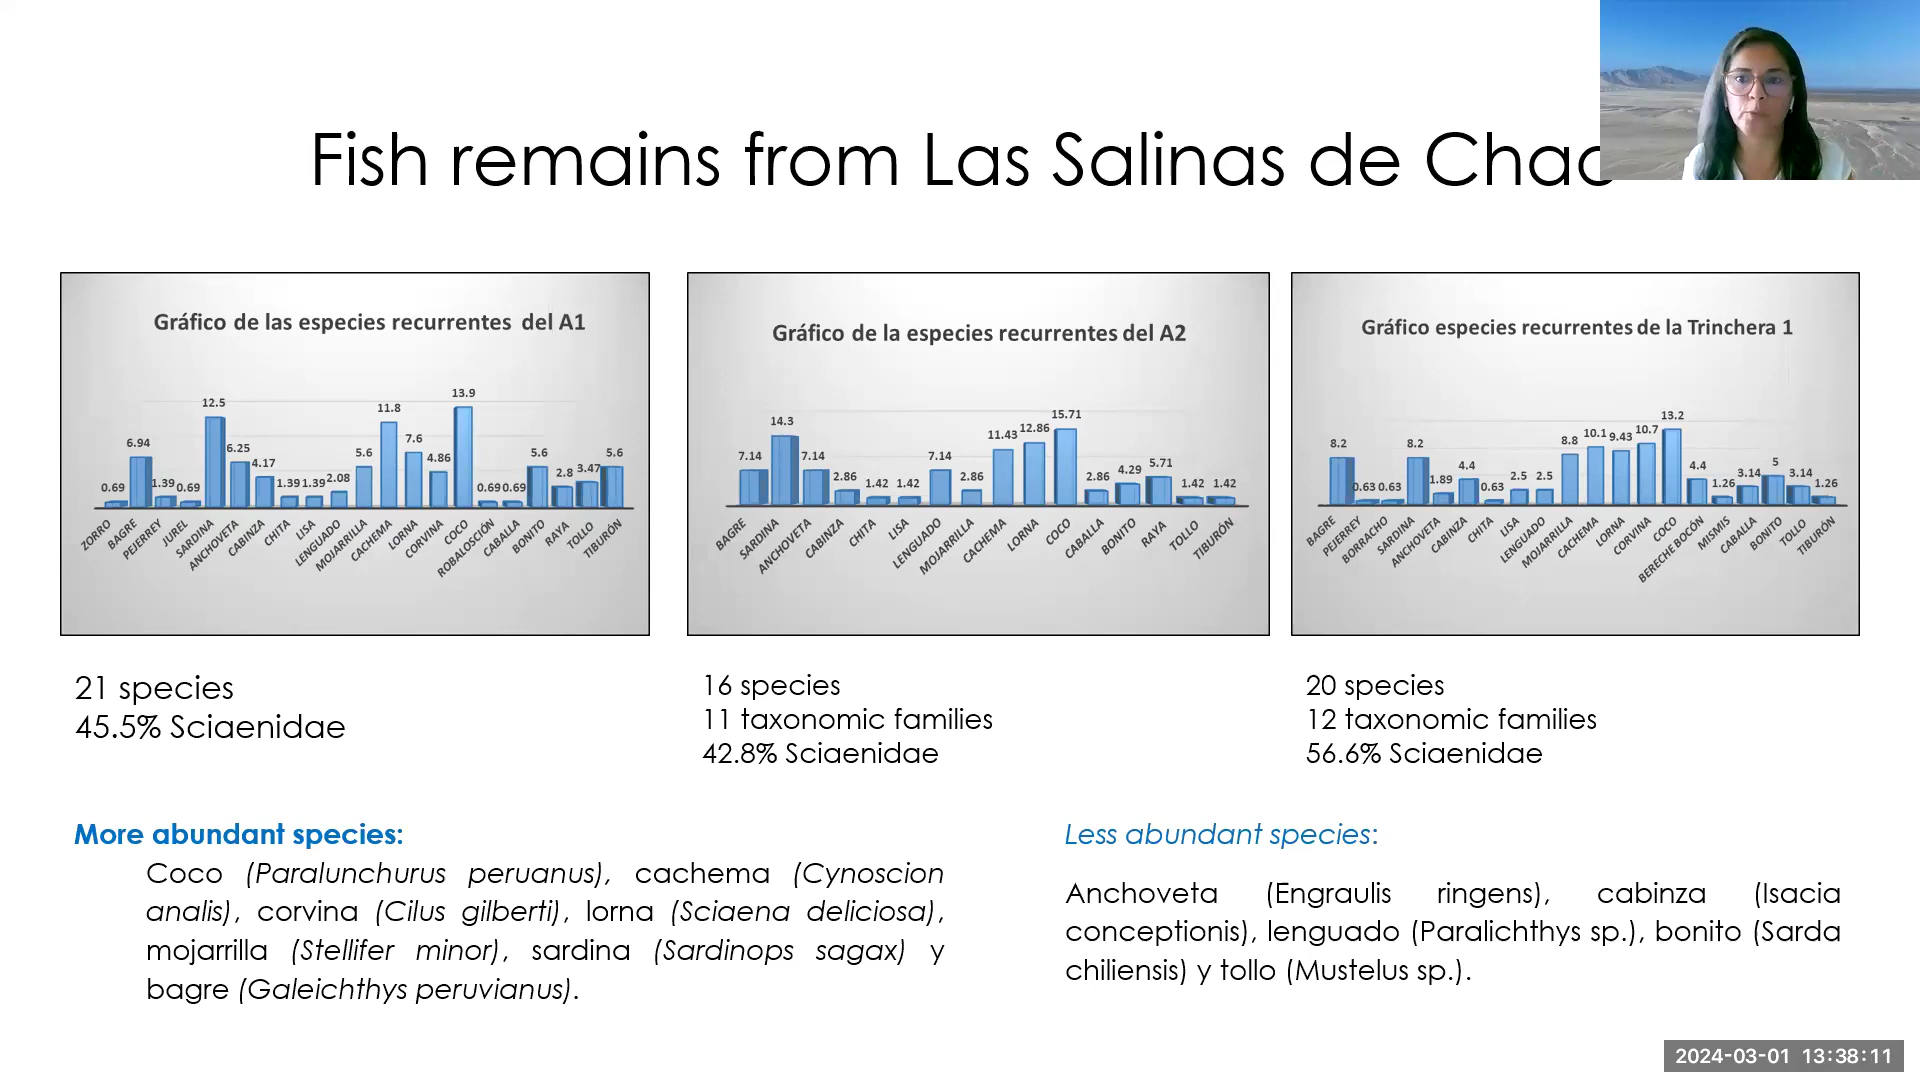 Fish remains from Las Salinas de Chao
Gráfico de las especies recurrentes del A1
13.9
12.5
11.8
7.6
6.94
6.25
5.6
5.6
5.6
4.86
4.17
3.47
2.8
2.08
1.39
1.39
1.39
0.69
0.69
0.69
0.69
ZORRO
BAGRE
PEJERREY
JUREL
SARDINA
ANCHOVETA
CABINZA
CHITA
LISA
LENGUADO
MOJARRILLA
CACHEMA
LORNA
CORVINA
COCO
ROBALOSCIÓN
CABALLA
BONITO
RAYA
TOLLO
TIBURÓN
Gráfico de la especies recurrentes del A2
7.14
14.3
7.14
2.86
1.42
1.42
7.14
2.86
11.43
12.86
15.71
2.86
4.29
5.71
1.42
1.42
BAGRE
SARDINA
ANCHOVETA
CABINZA
CHITA
LISA
LENGUADO
MOJARRILLA
CACHEMA
LORNA
COCO
CABALLA
BONITO
RAYA
TOLLO
TIBURÓN
Gráfico especies recurrentes de la Trinchera 1
8.2
0.63
0.63
8.2
1.89
4.4
0.63
2.5
2.5
8.8
10.1
9.43
10.7
13.2
4.4
1.26
3.14
5
3.14
1.26
BAGRE
PEJERREY
BORRACHO
SARDINA
ANCHOVETA
CABINZA
CHITA
LISA
LENGUADO
MOJARRILLA
CACHEMA
LORNA
CORVINA
COCO
BERECHE BOCÓN
MISMIS
CABALLA
BONITO
TOLLO
TIBURÓN
21 species
45.5% Sciaenidae
16 species
11 taxonomic families
42.8% Sciaenidae
20 species
12 taxonomic families
56.6% Sciaenidae
More abundant species:
Coco (Paralunchurus peruanus), cachema (Cynoscion
analis), corvina (Cilus gilberti), lorna (Sciaena deliciosa),
mojarrilla (Stellifer minor), sardina (Sardinops sagax) y
bagre (Galeichthys peruvianus).
Less abundant species:
Anchoveta (Engraulis ringens), cabinza (Isacia
conceptionis), lenguado (Paralichthys sp.), bonito (Sarda
chiliensis) y tollo (Mustelus sp.).
2024-03-01 13:38:11